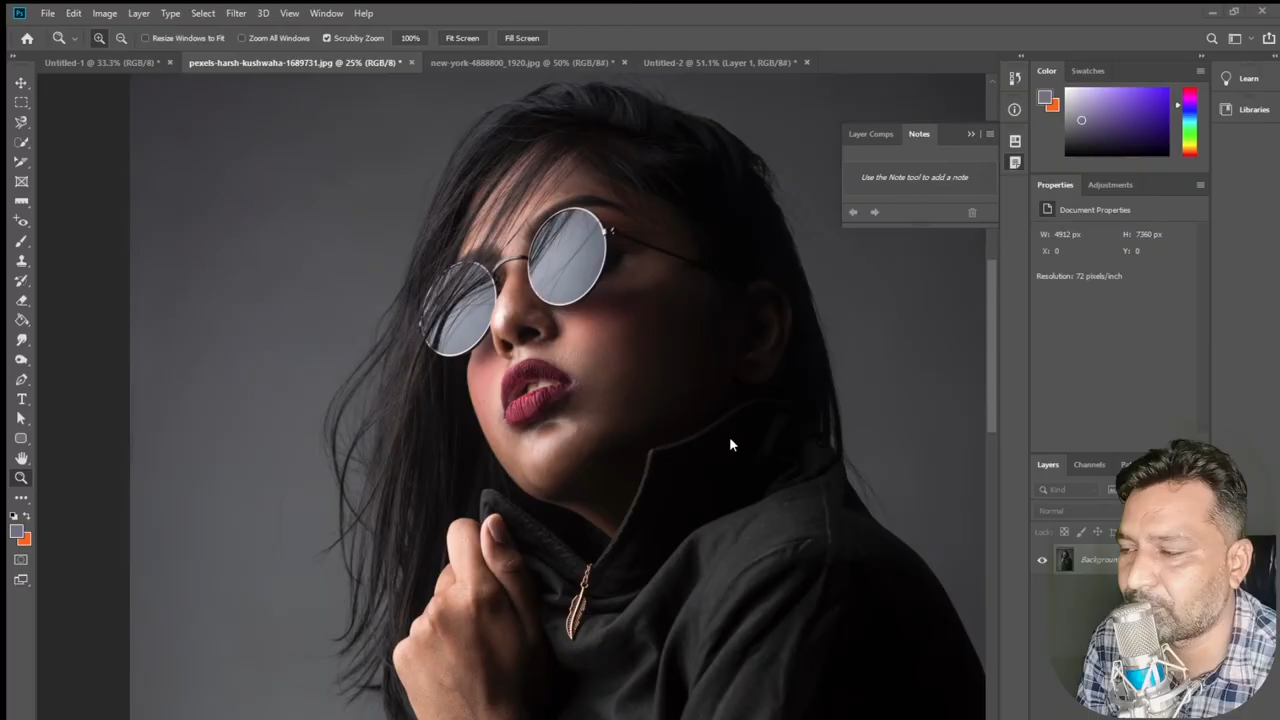 Ps File Edit Image Layer Type Select Filter 3D View Window Help
Resize Windows to Fit Zoom All Windows Scrubby Zoom 100% Fit Screen Fill Screen
Untitled-1 @ 33.3% (RGB/8) * × pexels-harsh-kushwaha-1689731.jpg @ 25% (RGB/8) * × new-york-4888800_1920.jpg @ 50% (RGB/8#) * × Untitled-2 @ 51.1% (Layer 1, RGB/8#) * ×
Color Swatches
Learn
Libraries
Layer Comps Notes
Use the Note tool to add a note
Properties Adjustments
Document Properties
W: 4912 px H: 7360 px
X: 0 Y: 0
Resolution: 72 pixels/inch
Layers Channels
Kind
Normal
Lock: